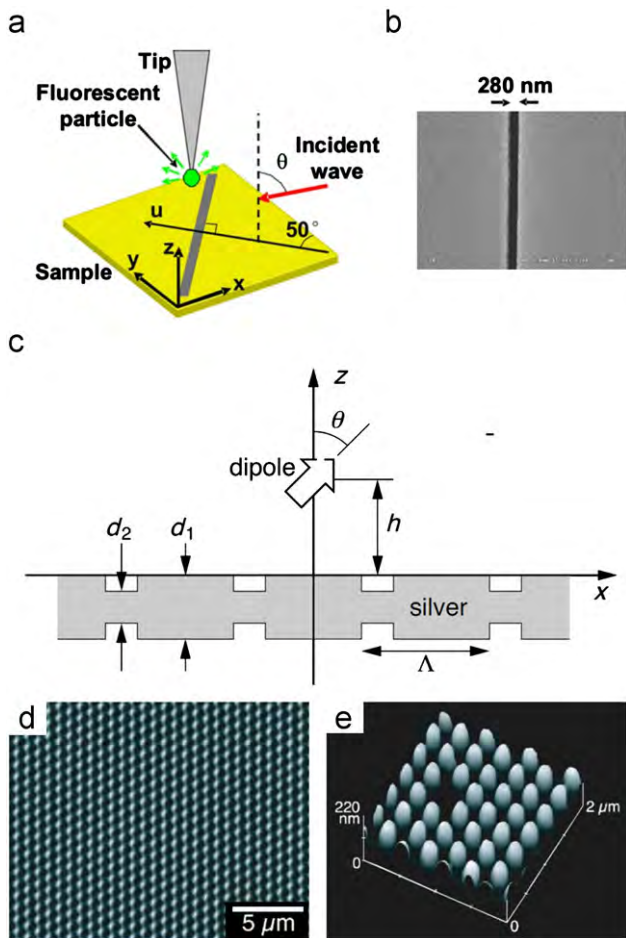 a
b
Tip
Fluorescent
particle
θ
Incident
wave
u
50°
z
Sample
y
x
280 nm
c
z
θ
dipole
d2
d1
h
silver
x
Λ
d
e
5 µm
220
nm
0
2 µm
0